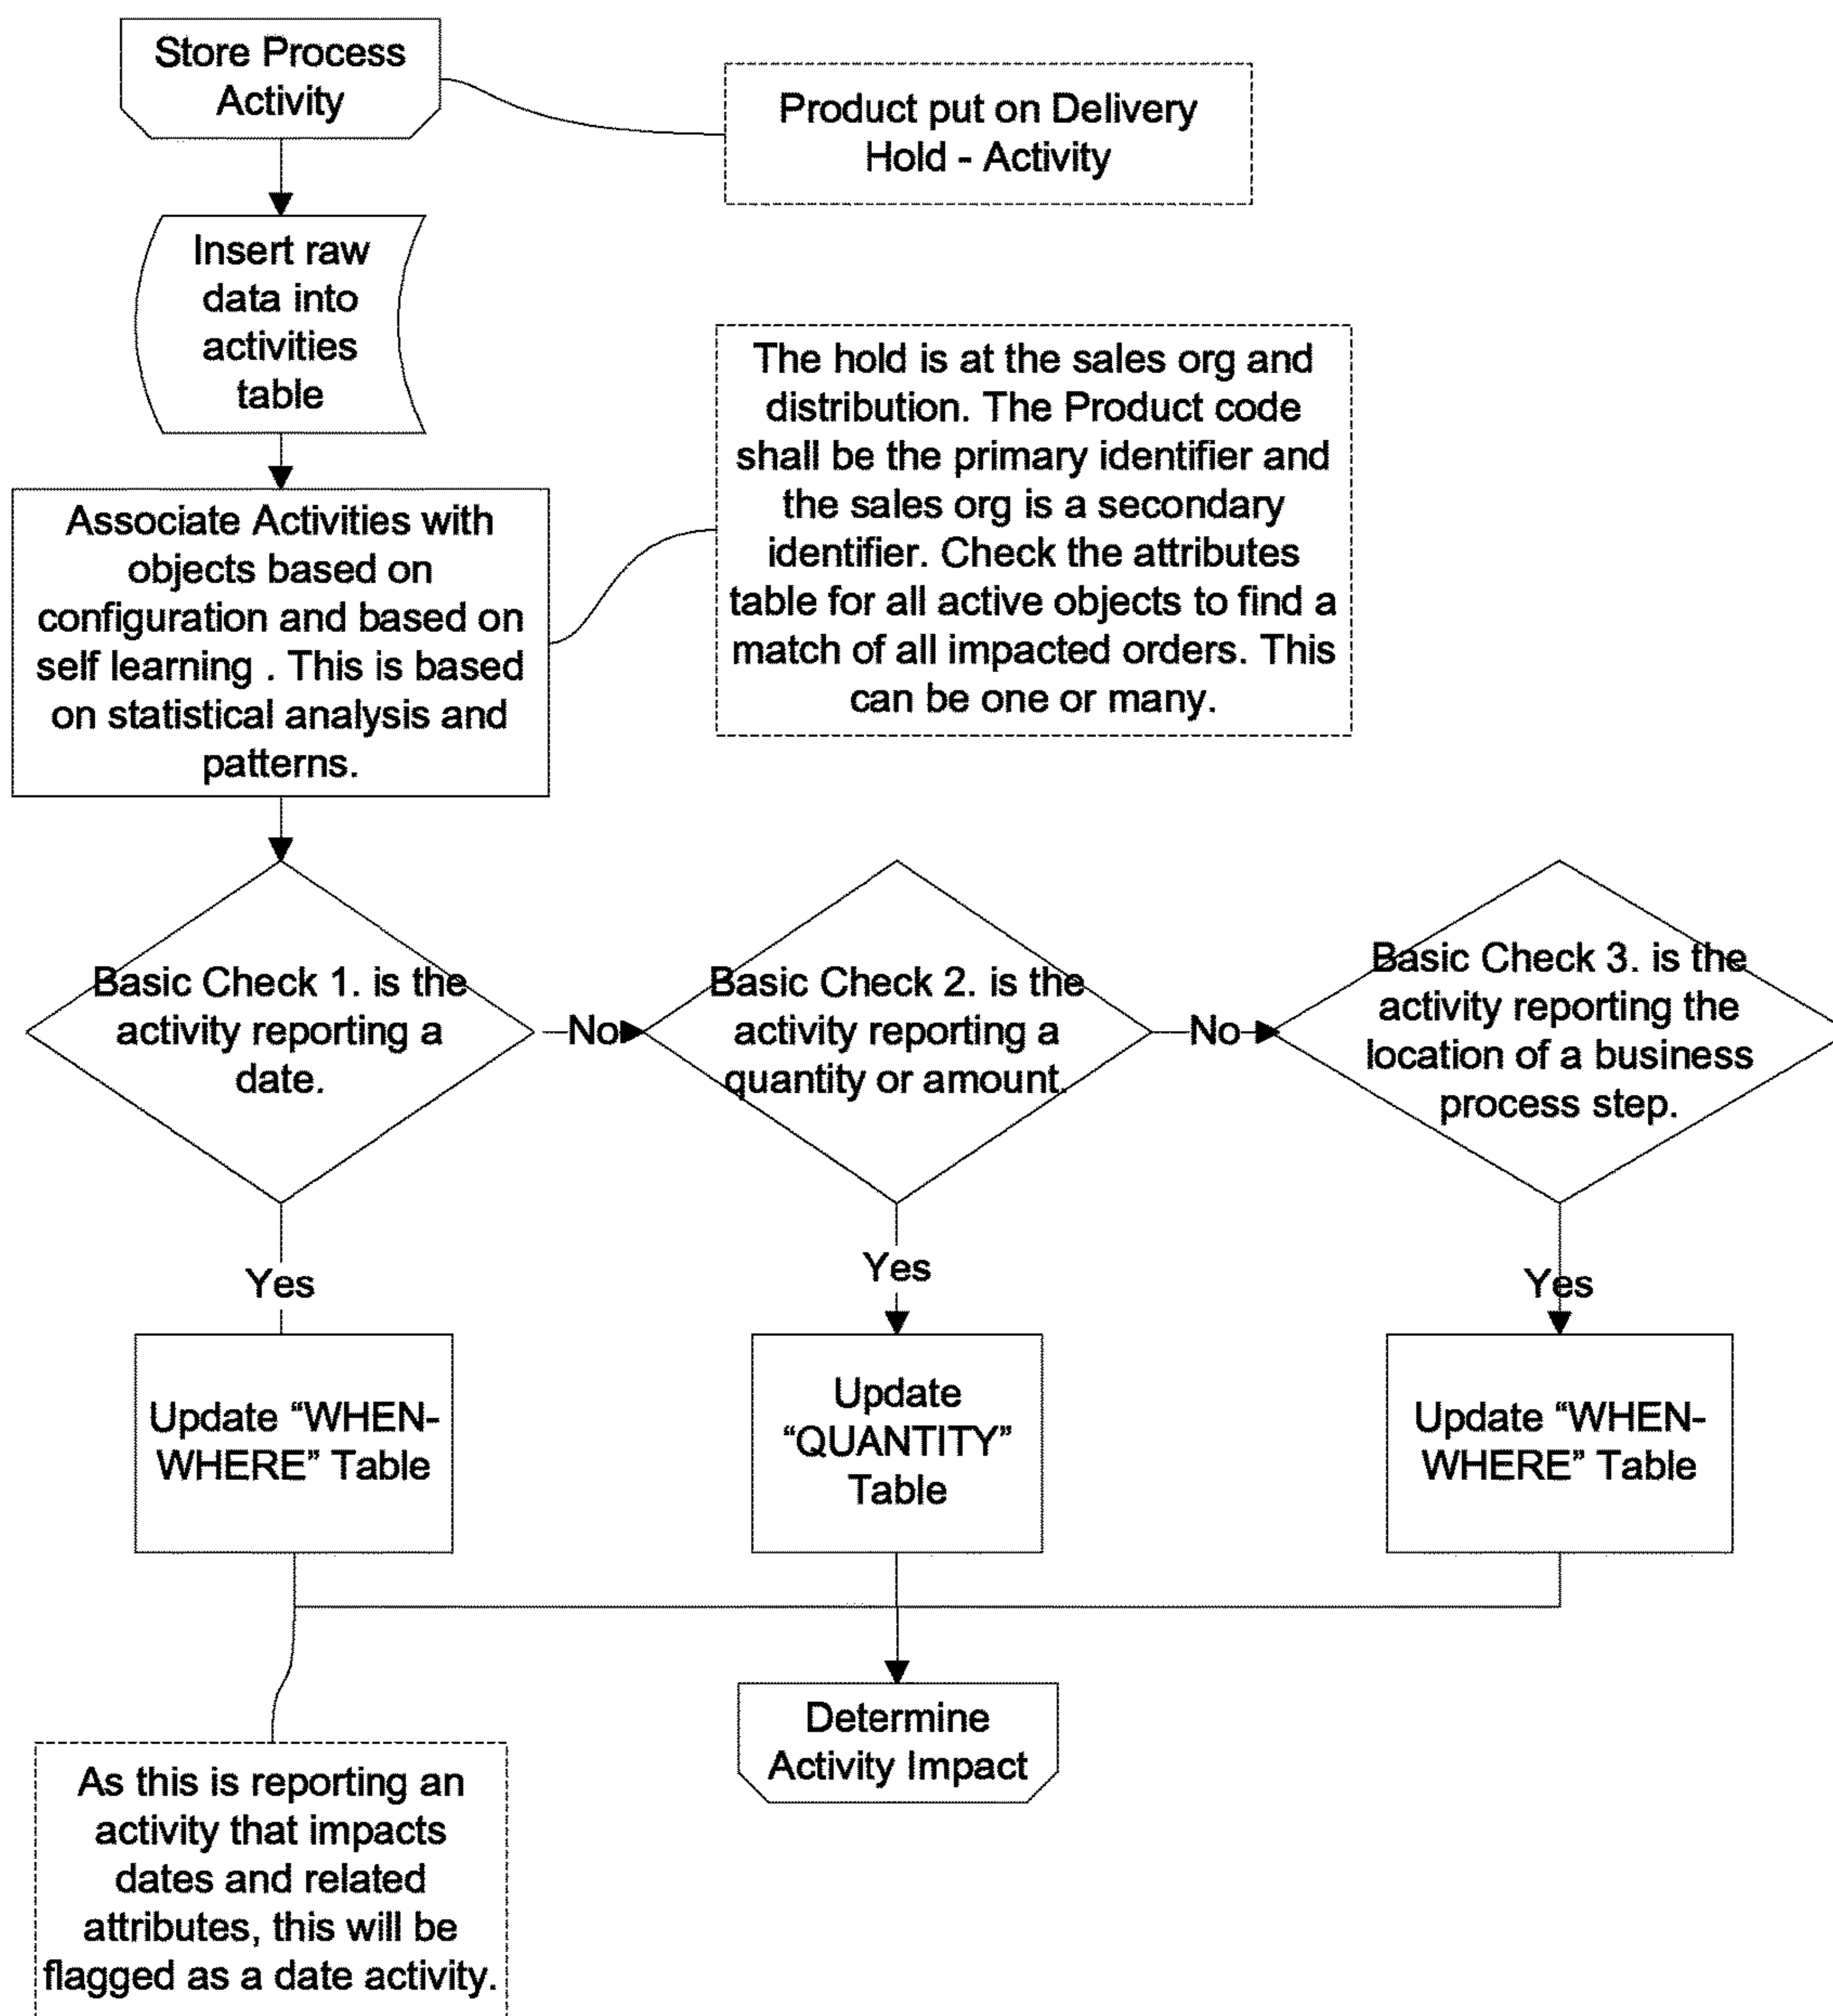 Store Process
Activity
Product put on Delivery
Hold - Activity
Insert raw
data into
activities
table
The hold is at the sales org and
distribution. The Product code
shall be the primary identifier and
the sales org is a secondary
identifier. Check the attributes
table for all active objects to find a
match of all impacted orders. This
can be one or many.
Associate Activities with
objects based on
configuration and based on
self learning . This is based
on statistical analysis and
patterns.
Basic Check 1. is the
activity reporting a
date.
No
Basic Check 2. is the
activity reporting a
quantity or amount.
No
Basic Check 3. is the
activity reporting the
location of a business
process step.
Yes
Yes
Yes
Update “WHEN-
WHERE” Table
Update
“QUANTITY”
Table
Update “WHEN-
WHERE” Table
Determine
Activity Impact
As this is reporting an
activity that impacts
dates and related
attributes, this will be
flagged as a date activity.